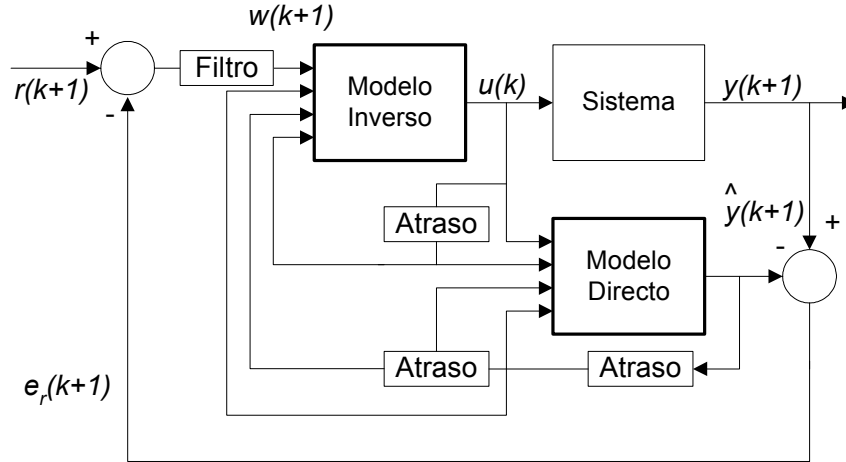 w(k+1)
+
Filtro
r(k+1)
-
Modelo
Inverso
u(k)
Sistema
y(k+1)
Atraso
^
y(k+1)
+
-
Modelo
Directo
Atraso
Atraso
e_r(k+1)